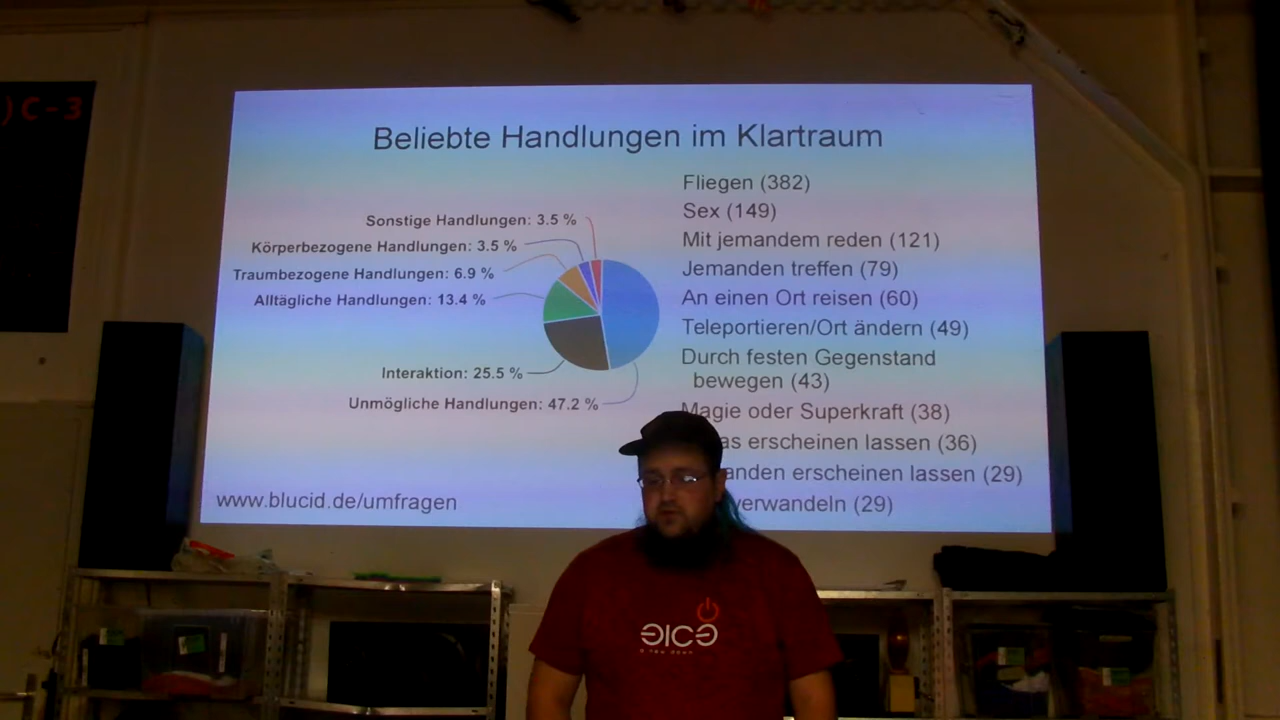 )C-3
Beliebte Handlungen im Klartraum
Sonstige Handlungen: 3.5 %
Körperbezogene Handlungen: 3.5 %
Traumbezogene Handlungen: 6.9 %
Alltägliche Handlungen: 13.4 %
Interaktion: 25.5 %
Unmögliche Handlungen: 47.2 %
Fliegen (382)
Sex (149)
Mit jemandem reden (121)
Jemanden treffen (79)
An einen Ort reisen (60)
Teleportieren/Ort ändern (49)
Durch festen Gegenstand
bewegen (43)
Magie oder Superkraft (38)
erscheinen lassen (36)
erscheinen lassen (29)
verwandeln (29)
www.blucid.de/umfragen